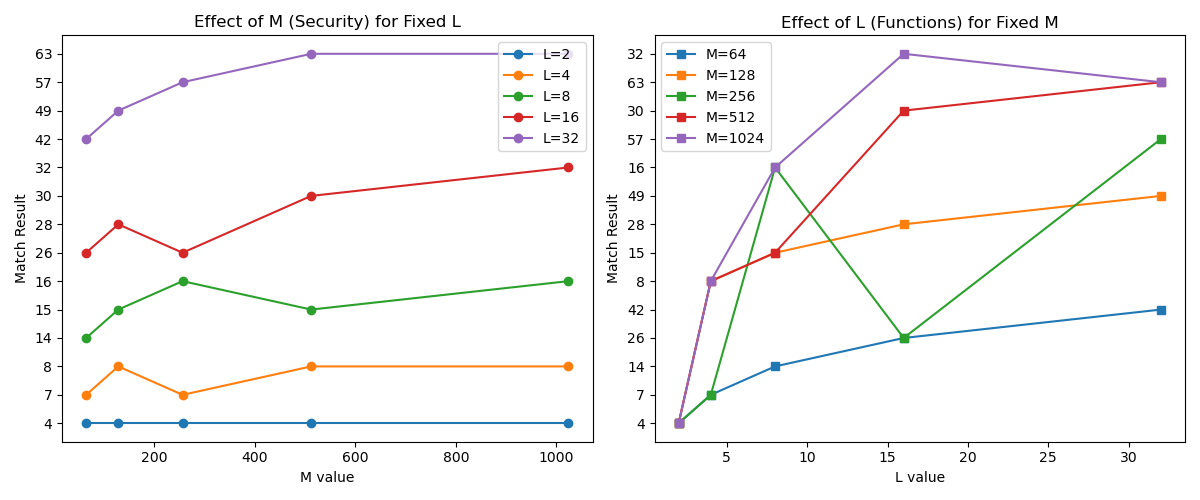 Effect of M (Security) for Fixed L
Match Result
63
57
49
42
32
30
28
26
16
15
14
8
7
4
L=2
L=4
L=8
L=16
L=32
200 400 600 800 1000
M value
Effect of L (Functions) for Fixed M
Match Result
32
63
30
57
16
49
28
15
8
42
26
14
7
4
M=64
M=128
M=256
M=512
M=1024
5 10 15 20 25 30
L value